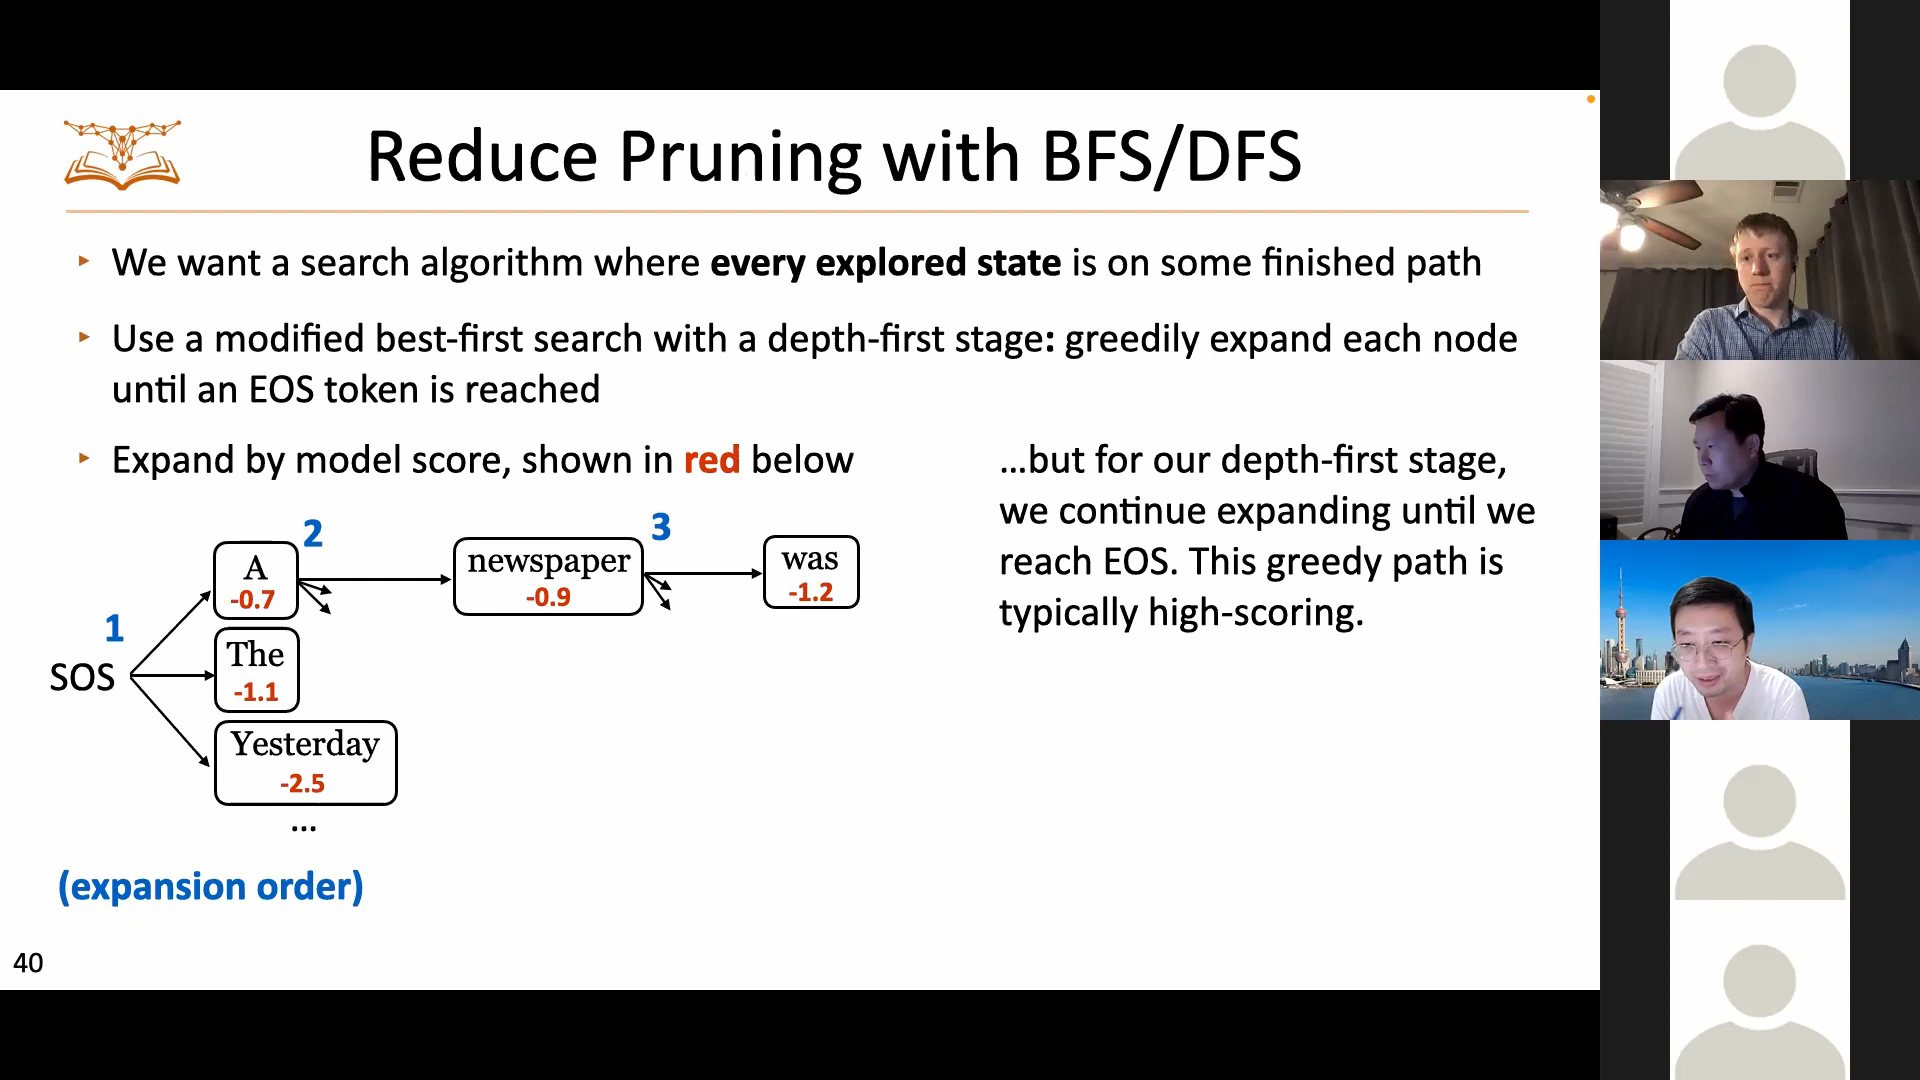 Reduce Pruning with BFS/DFS
‣ We want a search algorithm where every explored state is on some finished path
‣ Use a modified best-first search with a depth-first stage: greedily expand each node
until an EOS token is reached
‣ Expand by model score, shown in red below
...but for our depth-first stage,
we continue expanding until we
reach EOS. This greedy path is
typically high-scoring.
1
SOS
2
A
-0.7
3
newspaper
-0.9
was
-1.2
The
-1.1
Yesterday
-2.5
...
(expansion order)
40